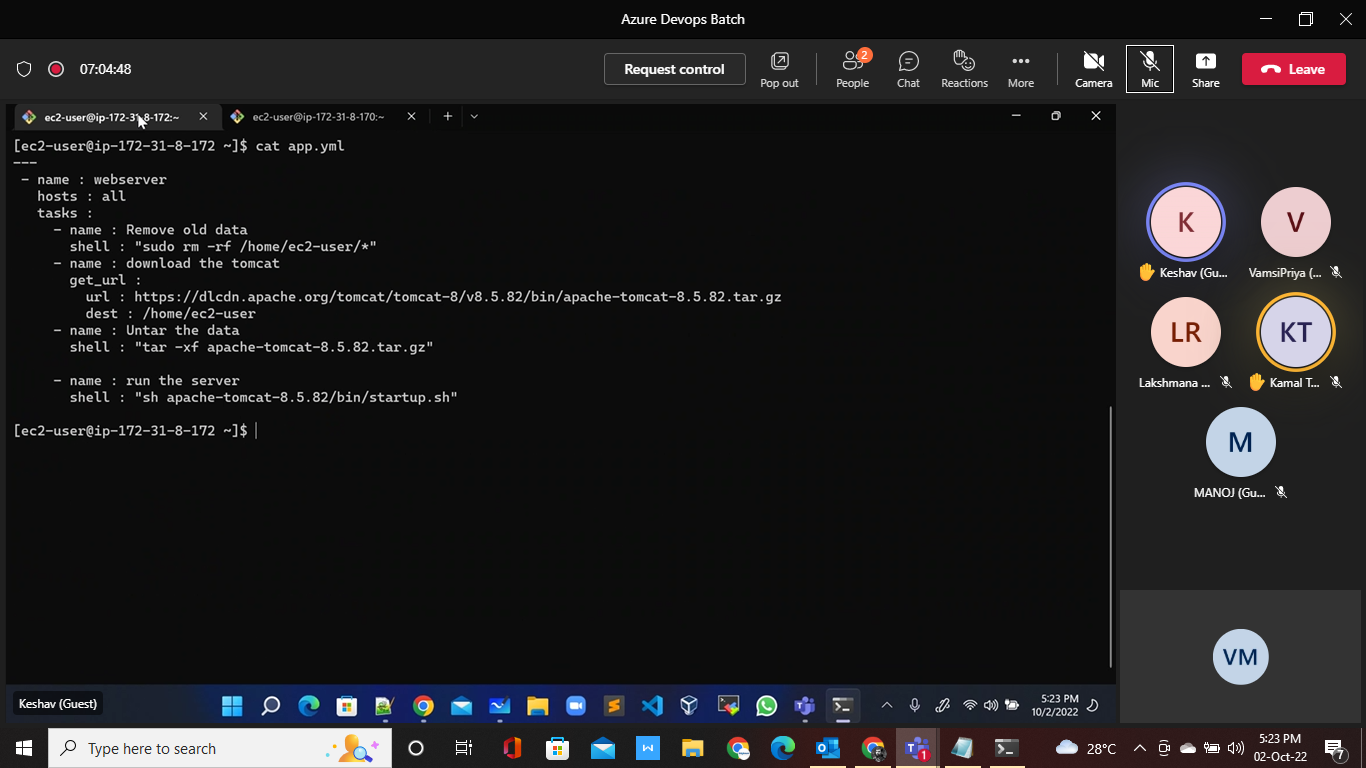 Azure Devops Batch
07:04:48
Request control
Pop out
2
People
Chat
Reactions
More
Camera
Mic
Share
Leave
ec2-user@ip-172-31-8-172:~
ec2-user@ip-172-31-8-170:~
[ec2-user@ip-172-31-8-172 ~]$ cat app.yml
---
- name : webserver
hosts : all
tasks :
- name : Remove old data
shell : "sudo rm -rf /home/ec2-user/*"
- name : download the tomcat
get_url :
url : https://dlcdn.apache.org/tomcat/tomcat-8/v8.5.82/bin/apache-tomcat-8.5.82.tar.gz
dest : /home/ec2-user
- name : Untar the data
shell : "tar -xf apache-tomcat-8.5.82.tar.gz"
- name : run the server
shell : "sh apache-tomcat-8.5.82/bin/startup.sh"
[ec2-user@ip-172-31-8-172 ~]$
K
V
Keshav (Gu...
VamsiPriya (...
LR
KT
Lakshmana ...
Kamal T...
M
MANOJ (Gu...
VM
Keshav (Guest)
5:23 PM
10/2/2022
Type here to search
W
1
28°C
5:23 PM
02-Oct-22
7